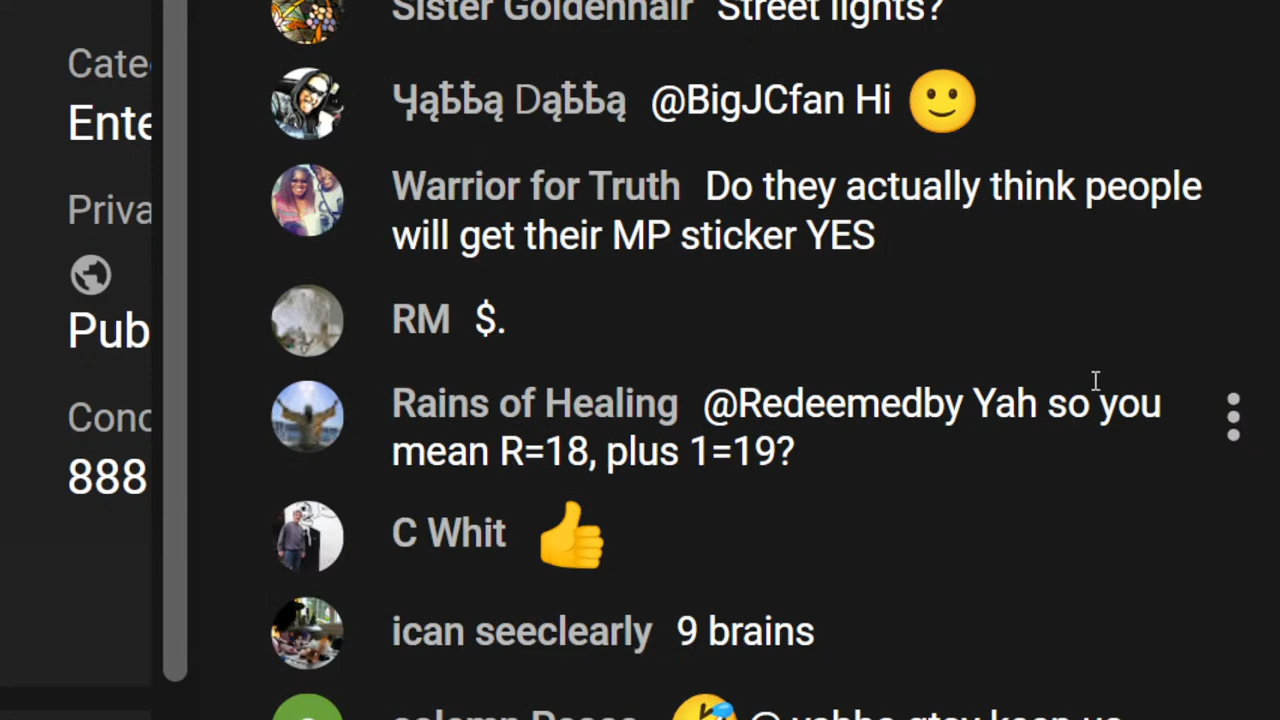 Sister Goldenhair Street lights?
Cate
Ente
Ɥąҍҍą Dąҍҍą @BigJCfan Hi 🙂
Priva
Warrior for Truth Do they actually think people
will get their MP sticker YES
Pub
RM $.
Conc
888
Rains of Healing @Redeemedby Yah so you
mean R=18, plus 1=19?
C Whit 👍
ican seeclearly 9 brains